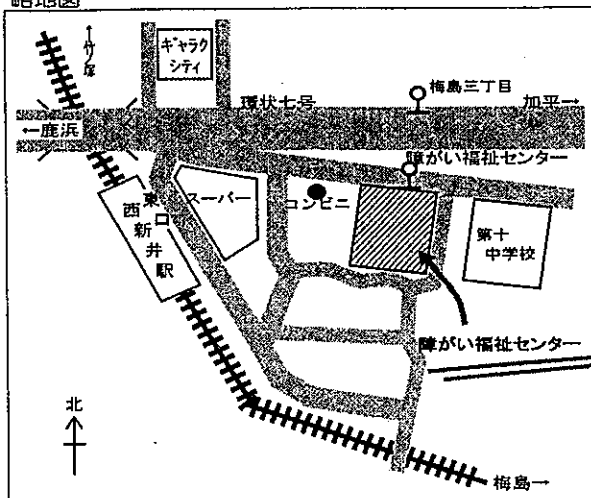 略地図
←竹ノ塚
ギャラク
シティ
梅島三丁目
環状七号
加平→
←鹿浜
障がい福祉センター
東口
西新井駅
スーパー
コンビニ
第十
中学校
障がい福祉センター
北
梅島→